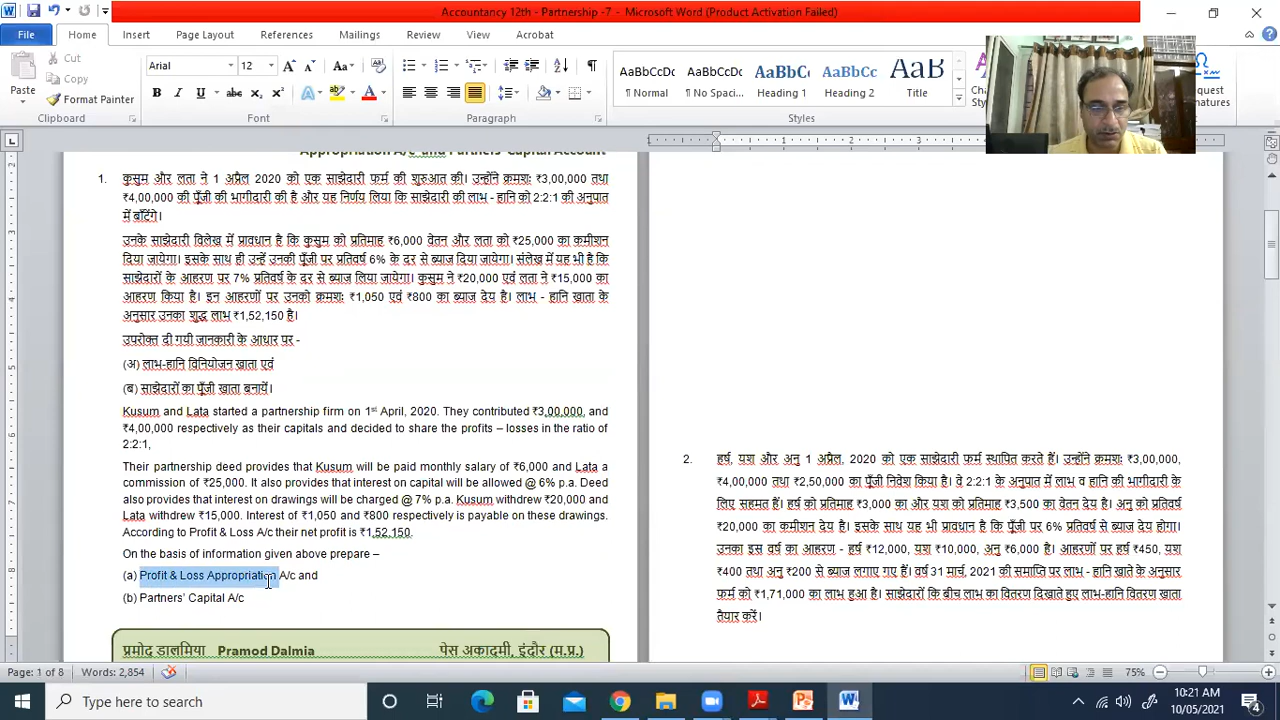 Accountancy 12th - Partnership -7 - Microsoft Word (Product Activation Failed)
File Home Insert Page Layout References Mailings Review View Acrobat
Cut
Copy
Format Painter
Paste
Clipboard
Arial 12
Font
Paragraph
AaBbCcDc AaBbCcDc AaBbCc AaBbCc AaB
¶ Normal ¶ No Spaci... Heading 1 Heading 2 Title
Styles
1. कुसुम और लता ने 1 अप्रैल 2020 को एक साझेदारी फर्म की शुरुआत की। उन्होंने क्रमशः ₹3,00,000 तथा
₹4,00,000 की पूँजी की भागीदारी की है और यह निर्णय लिया कि साझेदारी की लाभ - हानि को 2:2:1 की अनुपात
में बाँटेंगे।
उनके साझेदारी विलेख में प्रावधान है कि कुसुम को प्रतिमाह ₹6,000 वेतन और लता को ₹25,000 का कमीशन
दिया जायेगा। इसके साथ ही उन्हें उनकी पूँजी पर प्रतिवर्ष 6% के दर से ब्याज दिया जायेगा। संलेख में यह भी है कि
साझेदारों के आहरण पर 7% प्रतिवर्ष के दर से ब्याज लिया जायेगा। कुसुम ने ₹20,000 एवं लता ने ₹15,000 का
आहरण किया है। इन आहरणों पर उनको क्रमशः ₹1,050 एवं ₹800 का ब्याज देय है। लाभ - हानि खाता के
अनुसार उनका शुद्ध लाभ ₹1,52,150 है।
उपरोक्त दी गयी जानकारी के आधार पर -
(अ) लाभ-हानि विनियोजन खाता एवं
(ब) साझेदारों का पूँजी खाता बनायें।
Kusum and Lata started a partnership firm on 1st April, 2020. They contributed ₹3,00,000, and
₹4,00,000 respectively as their capitals and decided to share the profits – losses in the ratio of
2:2:1,
Their partnership deed provides that Kusum will be paid monthly salary of ₹6,000 and Lata a
commission of ₹25,000. It also provides that interest on capital will be allowed @ 6% p.a. Deed
also provides that interest on drawings will be charged @ 7% p.a. Kusum withdrew ₹20,000 and
Lata withdrew ₹15,000. Interest of ₹1,050 and ₹800 respectively is payable on these drawings.
According to Profit & Loss A/c their net profit is ₹1,52,150.
On the basis of information given above prepare –
(a) Profit & Loss Appropriation A/c and
(b) Partners' Capital A/c
प्रमोद डालमिया Pramod Dalmia पेस अकादमी, इंदौर (म.प्र.)
2. हर्ष, यश और अनु 1 अप्रैल, 2020 को एक साझेदारी फर्म स्थापित करते हैं। उन्होंने क्रमशः ₹3,00,000,
₹4,00,000 तथा ₹2,50,000 का पूँजी निवेश किया है। वे 2:2:1 के अनुपात में लाभ व हानि की भागीदारी के
लिए सहमत हैं। हर्ष को प्रतिमाह ₹3,000 का और यश को प्रतिमाह ₹3,500 का वेतन देय है। अनु को प्रतिवर्ष
₹20,000 का कमीशन देय है। इसके साथ यह भी प्रावधान है कि पूँजी पर 6% प्रतिवर्ष ब्याज देय होगा।
उनका इस वर्ष का आहरण - हर्ष ₹12,000, यश ₹10,000, अनु ₹6,000 है। आहरणों पर हर्ष ₹450, यश
₹400 तथा अनु ₹200 से ब्याज लगाए गए हैं। वर्ष 31 मार्च, 2021 की समाप्ति पर लाभ - हानि खाते के अनुसार
फर्म को ₹1,71,000 का लाभ हुआ है। साझेदारों कि बीच लाभ का वितरण दिखाते हुए लाभ-हानि वितरण खाता
तैयार करें।
Page: 1 of 8 Words: 2,854 75%
Type here to search
10:21 AM
10/05/2021